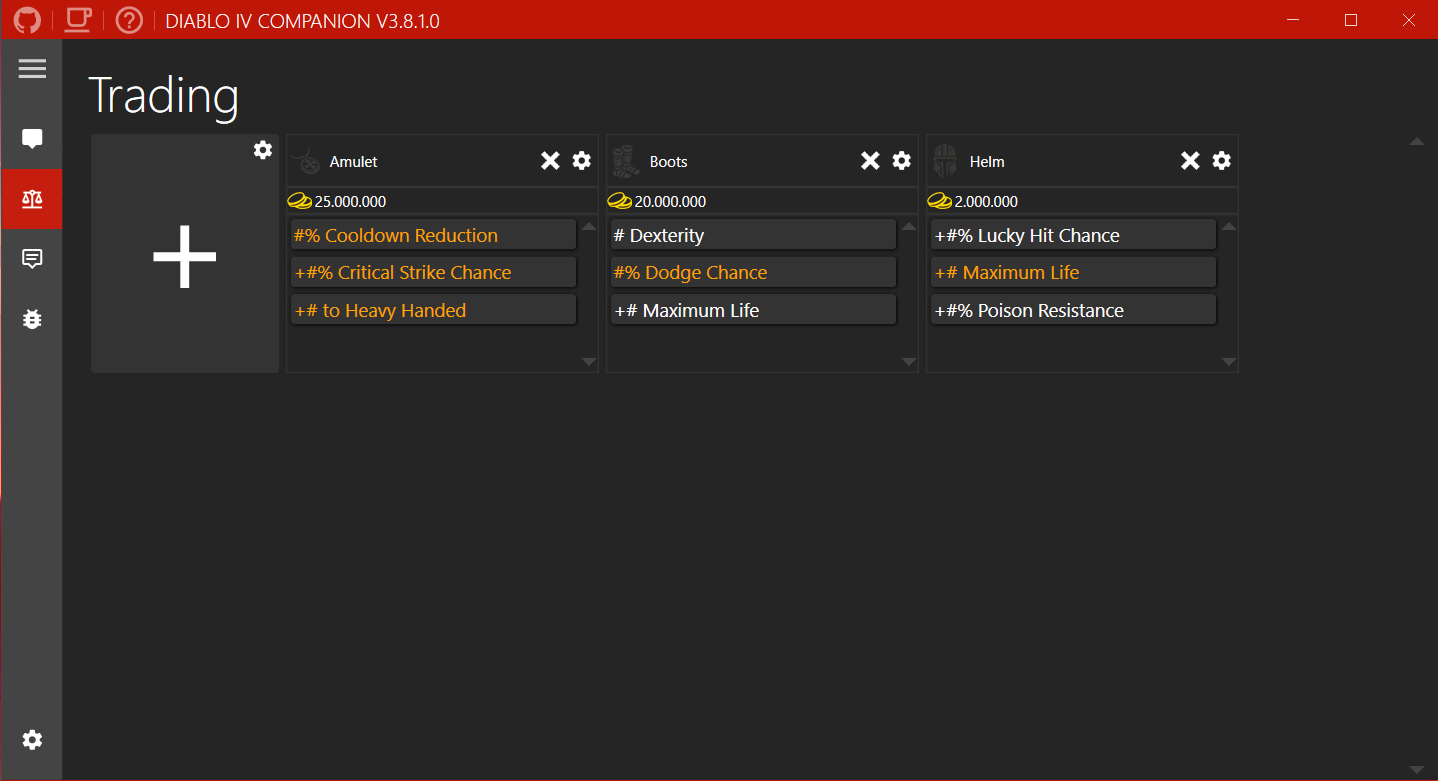 DIABLO IV COMPANION V3.8.1.0
Trading
Amulet
25.000.000
#% Cooldown Reduction
+#% Critical Strike Chance
+# to Heavy Handed
Boots
20.000.000
# Dexterity
#% Dodge Chance
+# Maximum Life
Helm
2.000.000
+#% Lucky Hit Chance
+# Maximum Life
+#% Poison Resistance